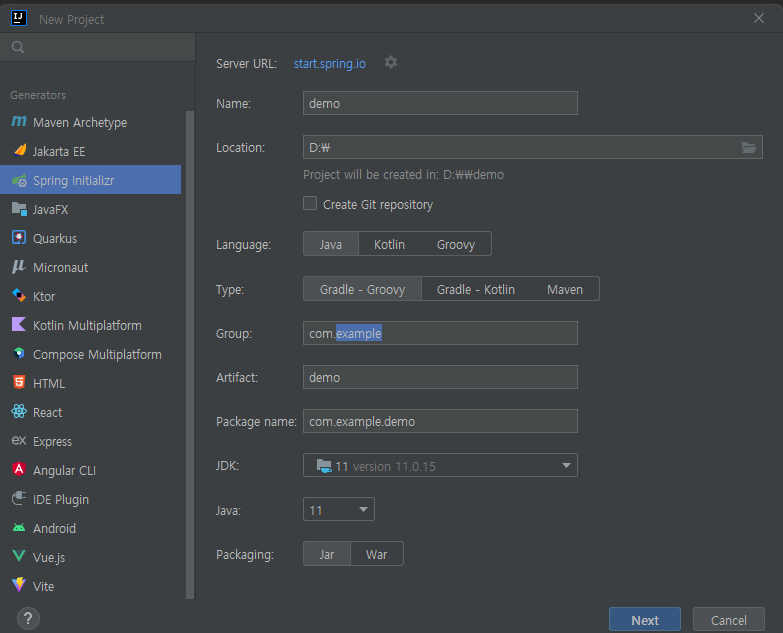 New Project
Generators
Maven Archetype
Jakarta EE
Spring Initializr
JavaFX
Quarkus
Micronaut
Ktor
Kotlin Multiplatform
Compose Multiplatform
HTML
React
Express
Angular CLI
IDE Plugin
Android
Vue.js
Vite
Server URL: start.spring.io
Name: demo
Location: D:₩
Project will be created in: D:₩₩demo
Create Git repository
Language: Java Kotlin Groovy
Type: Gradle - Groovy Gradle - Kotlin Maven
Group: com.example
Artifact: demo
Package name: com.example.demo
JDK: 11 version 11.0.15
Java: 11
Packaging: Jar War
? Next Cancel